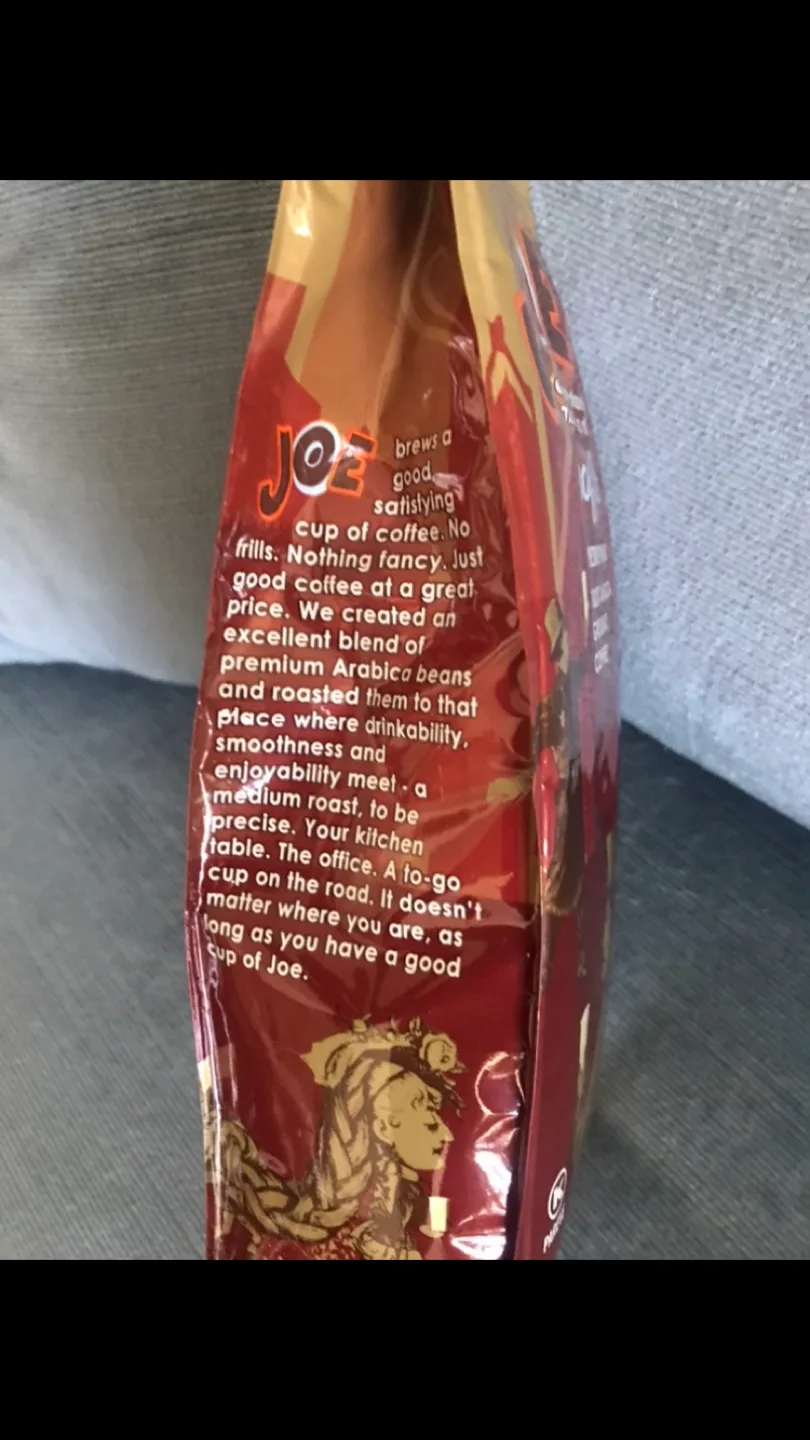 JOE brews a
good,
satisfying
cup of coffee. No
frills. Nothing fancy. Just
good coffee at a great
price. We created an
excellent blend of
premium Arabica beans
and roasted them to that
place where drinkability,
smoothness and
enjoyability meet - a
medium roast, to be
precise. Your kitchen
table. The office. A to-go
cup on the road. It doesn't
matter where you are, as
long as you have a good
cup of Joe.
K